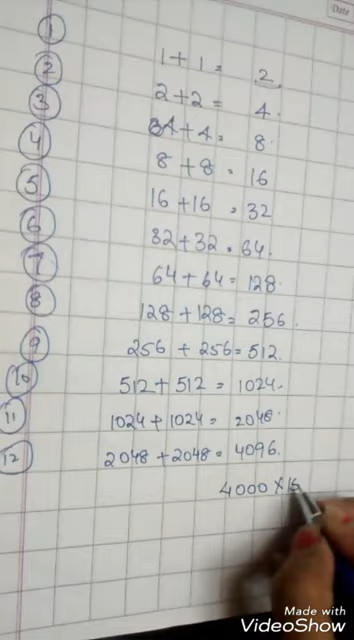 Date
① 1 + 1 = 2
② 2 + 2 = 4.
③ 4 + 4 = 8.
④ 8 + 8 = 16
⑤ 16 + 16 = 32
⑥ 32 + 32 = 64.
⑦ 64 + 64 = 128.
⑧ 128 + 128 = 256.
⑨ 256 + 256 = 512.
⑩ 512 + 512 = 1024.
⑪ 1024 + 1024 = 2048.
⑫ 2048 + 2048 = 4096.
4000 ×
Made with
VideoShow